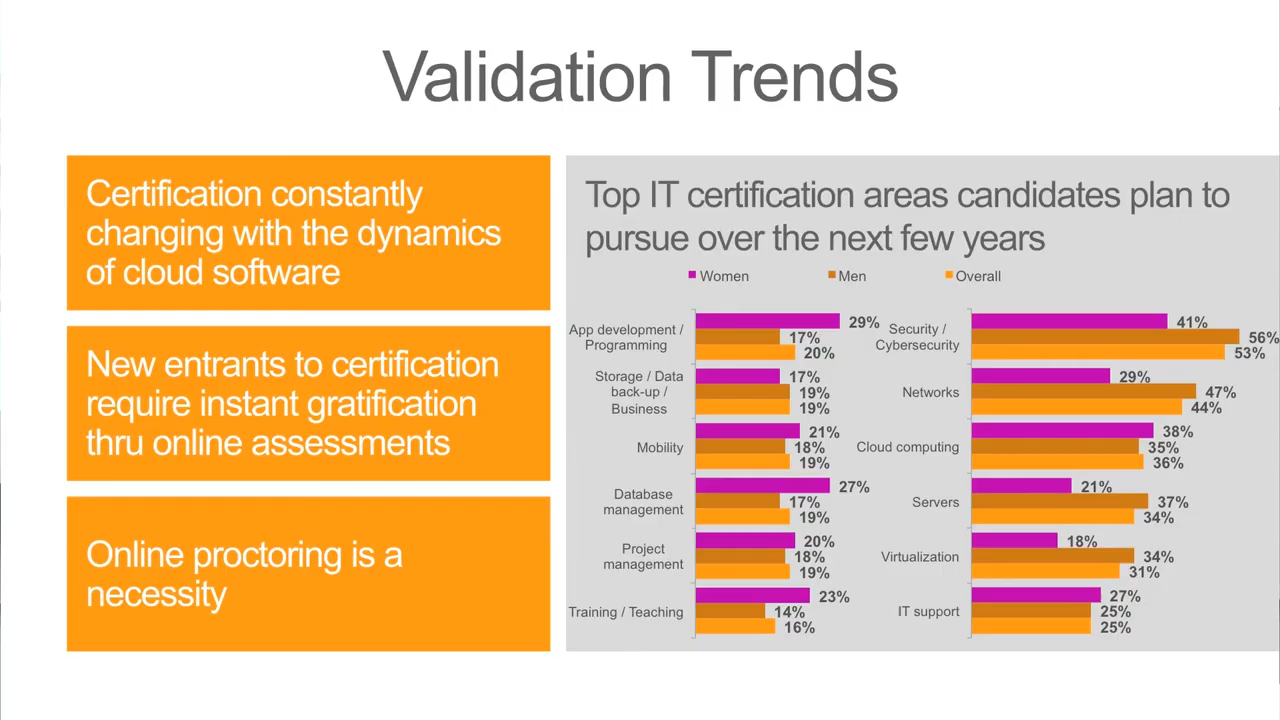 Validation Trends
Certification constantly
changing with the dynamics
of cloud software
New entrants to certification
require instant gratification
thru online assessments
Online proctoring is a
necessity
Top IT certification areas candidates plan to
pursue over the next few years
Women
Men
Overall
App development /
Programming
29%
17%
20%
Storage / Data
back-up /
Business
17%
19%
19%
Mobility
21%
18%
19%
Database
management
27%
17%
19%
Project
management
20%
18%
19%
Training / Teaching
23%
14%
16%
Security /
Cybersecurity
41%
56%
53%
Networks
29%
47%
44%
Cloud computing
38%
35%
36%
Servers
21%
37%
34%
Virtualization
18%
34%
31%
IT support
27%
25%
25%